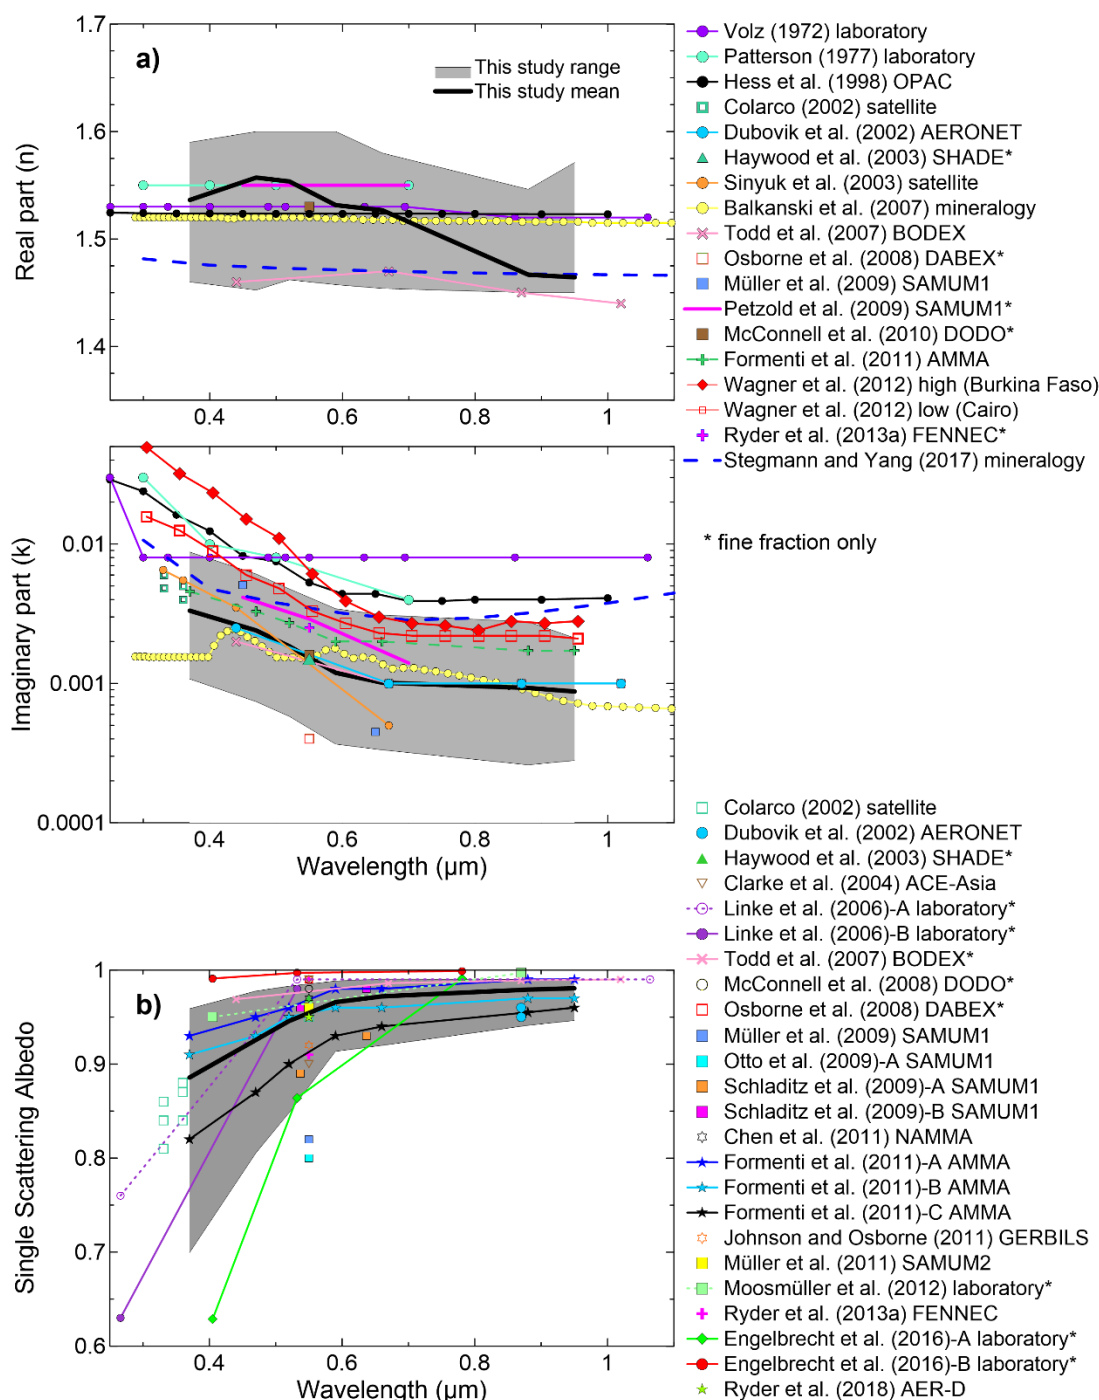 1.7
a)
This study range
This study mean
1.6
1.5
1.4
Real part (n)
0.4
0.6
0.8
1
Volz (1972) laboratory
Patterson (1977) laboratory
Hess et al. (1998) OPAC
Colarco (2002) satellite
Dubovik et al. (2002) AERONET
Haywood et al. (2003) SHADE*
Sinyuk et al. (2003) satellite
Balkanski et al. (2007) mineralogy
Todd et al. (2007) BODEX
Osborne et al. (2008) DABEX*
Müller et al. (2009) SAMUM1
Petzold et al. (2009) SAMUM1*
McConnell et al. (2010) DODO*
Formenti et al. (2011) AMMA
Wagner et al. (2012) high (Burkina Faso)
Wagner et al. (2012) low (Cairo)
Ryder et al. (2013a) FENNEC*
Stegmann and Yang (2017) mineralogy
* fine fraction only
0.01
0.001
0.0001
Imaginary part (k)
0.4
0.6
0.8
1
Wavelength (µm)
b)
1
0.9
0.8
0.7
0.6
Single Scattering Albedo
0.4
0.6
0.8
1
Wavelength (µm)
Colarco (2002) satellite
Dubovik et al. (2002) AERONET
Haywood et al. (2003) SHADE*
Clarke et al. (2004) ACE-Asia
Linke et al. (2006)-A laboratory*
Linke et al. (2006)-B laboratory*
Todd et al. (2007) BODEX*
McConnell et al. (2008) DODO*
Osborne et al. (2008) DABEX*
Müller et al. (2009) SAMUM1
Otto et al. (2009)-A SAMUM1
Schladitz et al. (2009)-A SAMUM1
Schladitz et al. (2009)-B SAMUM1
Chen et al. (2011) NAMMA
Formenti et al. (2011)-A AMMA
Formenti et al. (2011)-B AMMA
Formenti et al. (2011)-C AMMA
Johnson and Osborne (2011) GERBILS
Müller et al. (2011) SAMUM2
Moosmüller et al. (2012) laboratory*
Ryder et al. (2013a) FENNEC
Engelbrecht et al. (2016)-A laboratory*
Engelbrecht et al. (2016)-B laboratory*
Ryder et al. (2018) AER-D